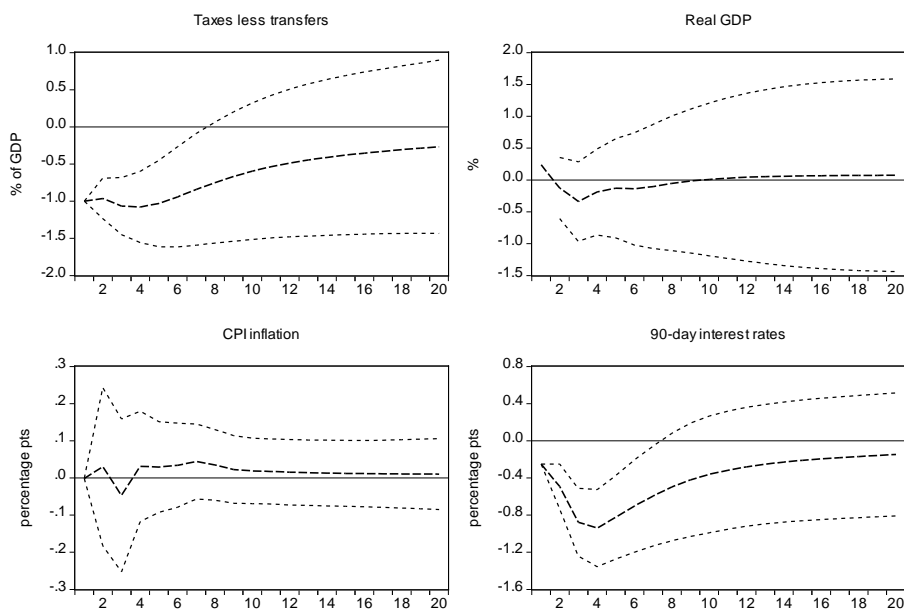 Taxes less transfers
% of GDP
1.0
0.0
-0.5
-1.0
-1.5
-2.0
2 4 6 8 10 12 14 16 18 20
Real GDP
%
2.0
1.5
1.0
0.5
0.0
-0.5
-1.0
-1.5
2 4 6 8 10 12 14 16 18 20
CPI inflation
percentage pts
.3
.2
.1
.0
-.1
-.2
-.3
2 4 6 8 10 12 14 16 18 20
90-day interest rates
percentage pts
0.8
0.4
0.0
-0.4
-0.8
-1.2
-1.6
2 4 6 8 10 12 14 16 18 20